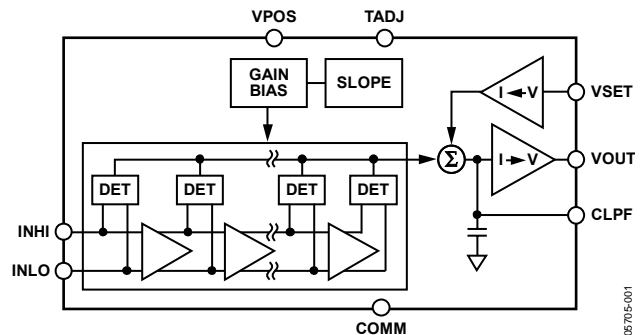 VPOS TADJ
GAIN
BIAS
SLOPE
I V
VSET
Σ
I V
VOUT
DET DET DET DET
CLPF
INHI
INLO
COMM
05705-001